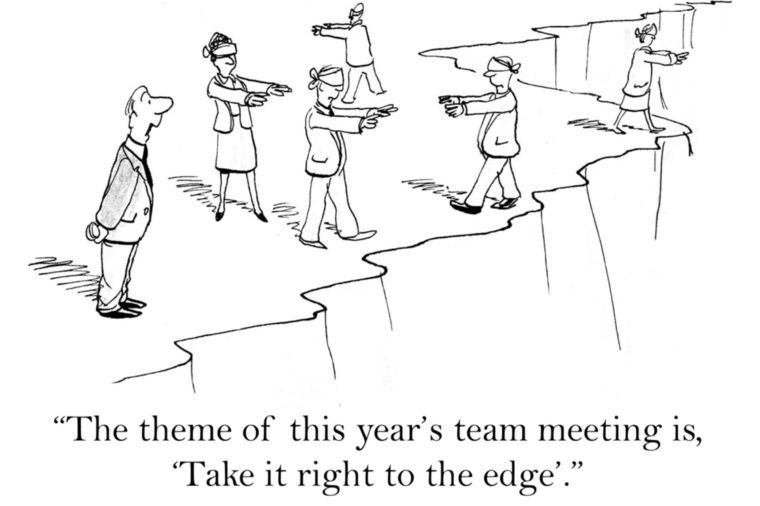 “The theme of this year’s team meeting is,
‘Take it right to the edge’.”